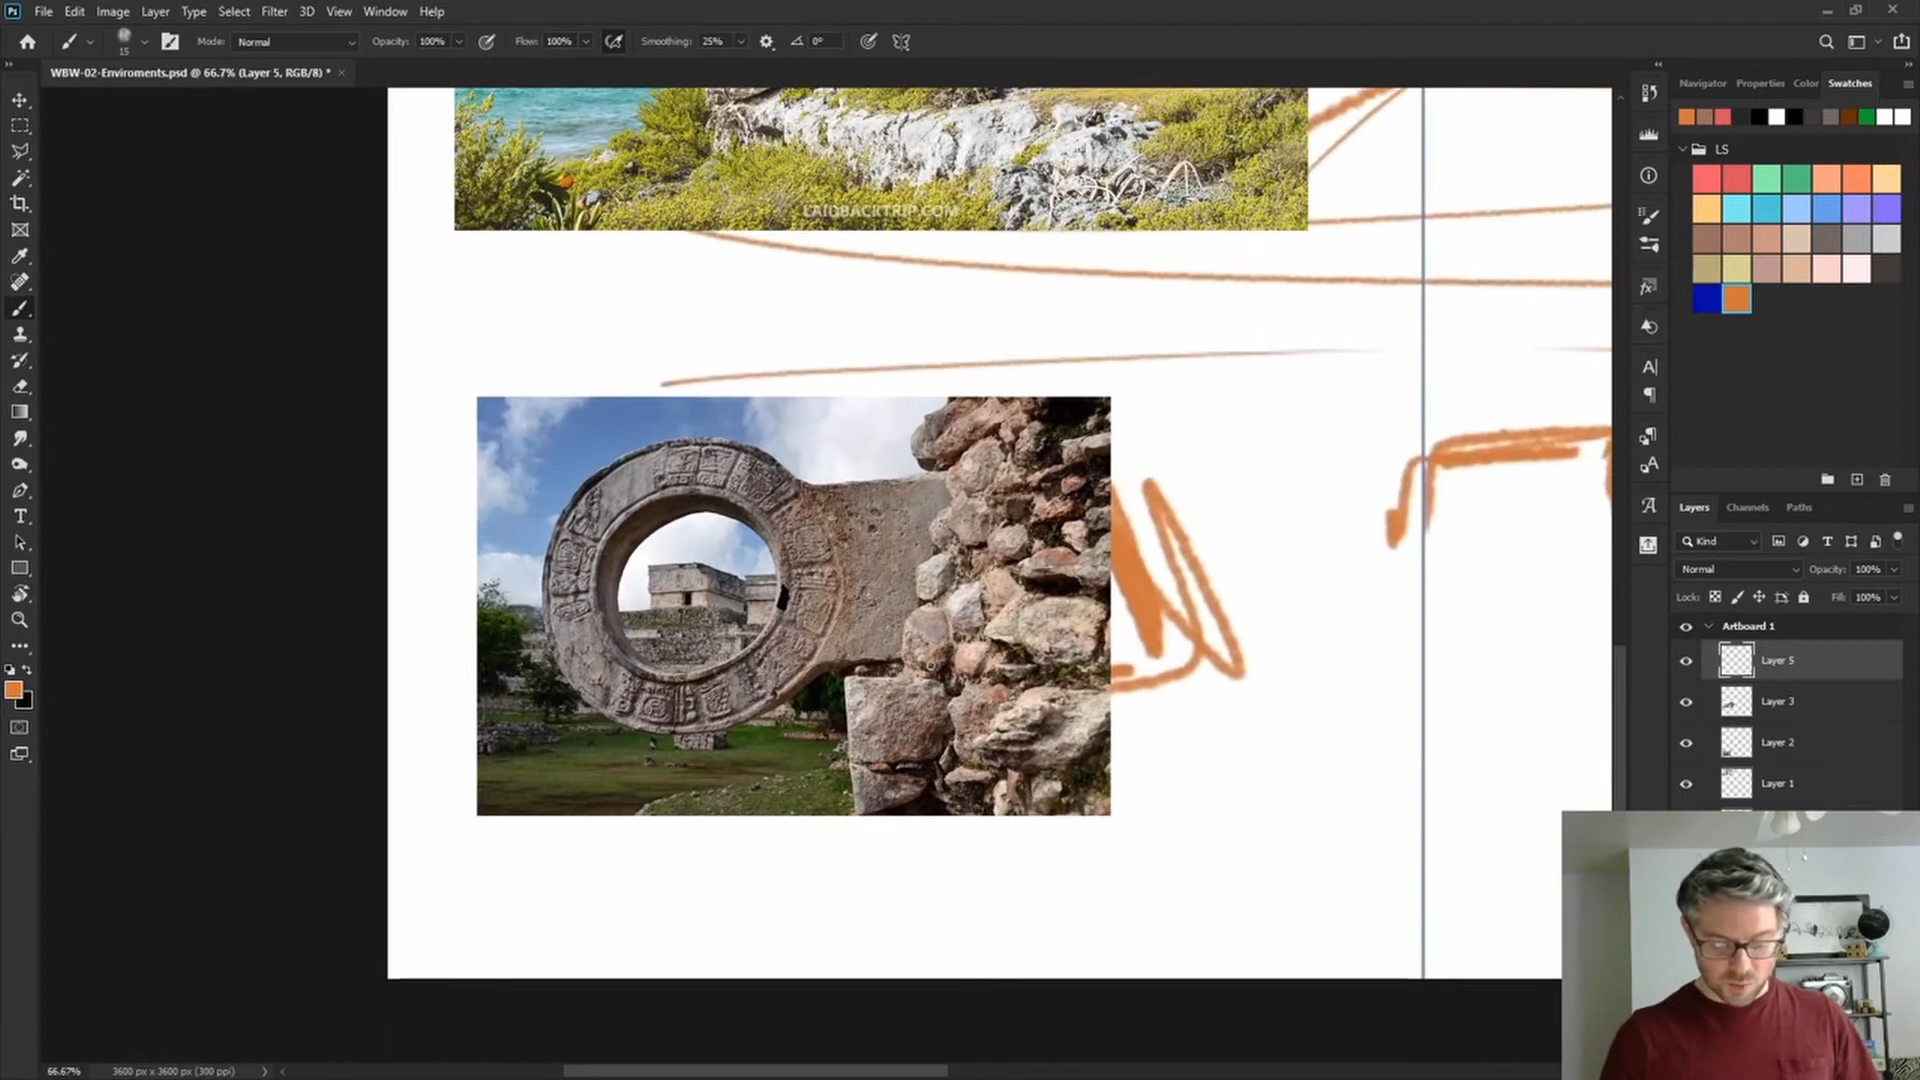 Ps File Edit Image Layer Type Select Filter 3D View Window Help
15 Mode: Normal Opacity: 100% Flow: 100% Smoothing: 25% 0°
WBW-02-Enviroments.psd @ 66.7% (Layer 5, RGB/8) * ×
Navigator Properties Color Swatches
LS
LAIDBACKTRIP.COM
Layers Channels Paths
Kind
Normal Opacity: 100%
Lock: Fill: 100%
Artboard 1
Layer 5
Layer 3
Layer 2
Layer 1
66.67% 3600 px x 3600 px (300 ppi)